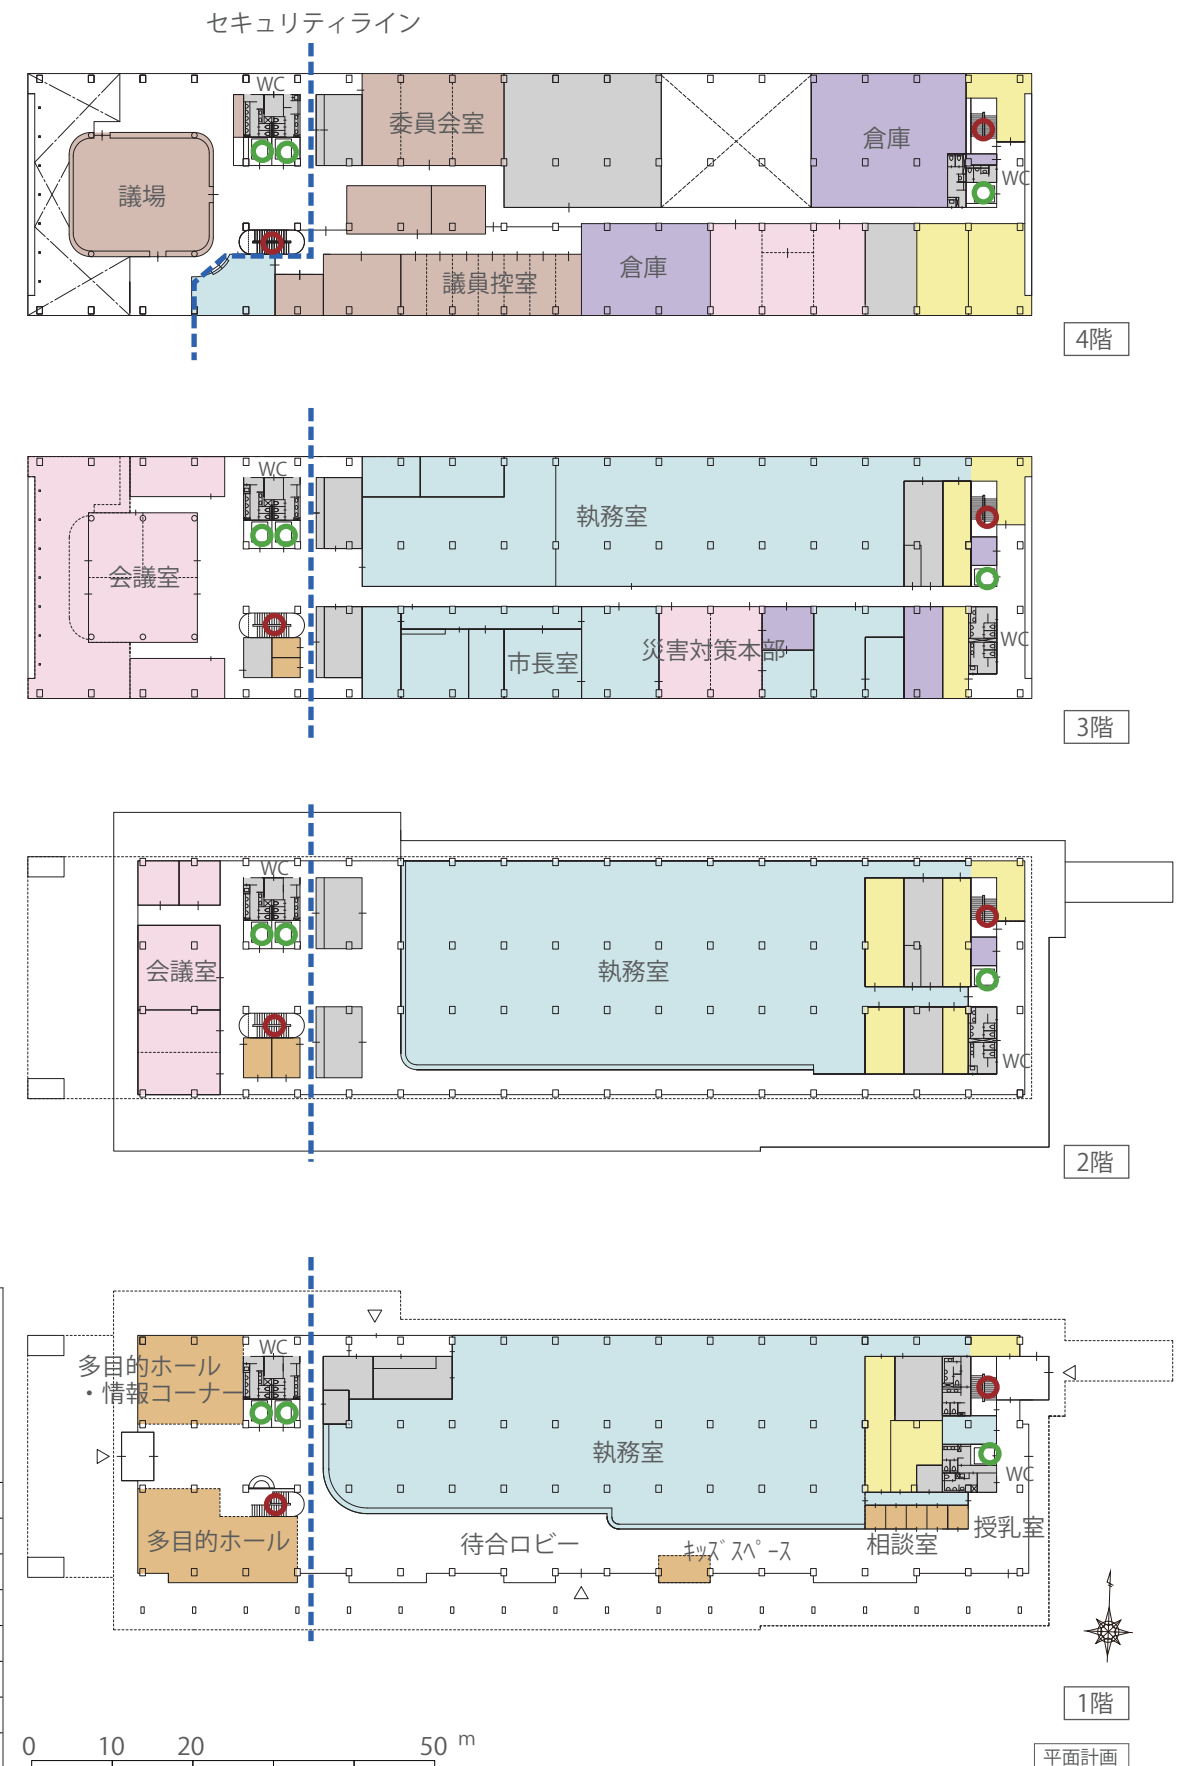 セキュリティライン
WC
委員会室
倉庫
議場
WC
倉庫
議員控室
4階
WC
執務室
会議室
災害対策本部
市長室
WC
3階
WC
会議室
執務室
WC
2階
WC
多目的ホール
・情報コーナー
執務室
WC
多目的ホール
待合ロビー
キッズスペース
相談室
授乳室
1階
0 10 20 50 m
平面計画